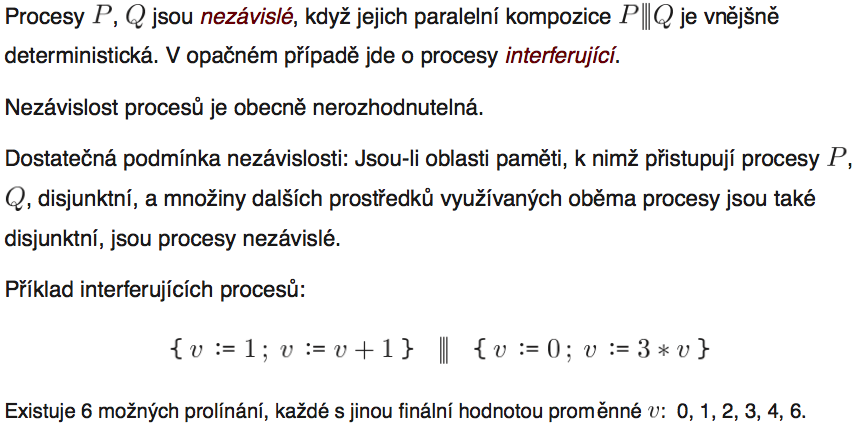 Procesy P, Q jsou nezávislé, když jejich paralelní kompozice P|||Q je vnějšně
deterministická. V opačném případě jde o procesy interferující.
Nezávislost procesů je obecně nerozhodnutelná.
Dostatečná podmínka nezávislosti: Jsou-li oblasti paměti, k nimž přistupují procesy P,
Q, disjunktní, a množiny dalších prostředků využívaných oběma procesy jsou také
disjunktní, jsou procesy nezávislé.
Příklad interferujících procesů:
{ v := 1 ; v := v + 1 } ||| { v := 0 ; v := 3 * v }
Existuje 6 možných prolínání, každé s jinou finální hodnotou proměnné v: 0, 1, 2, 3, 4, 6.